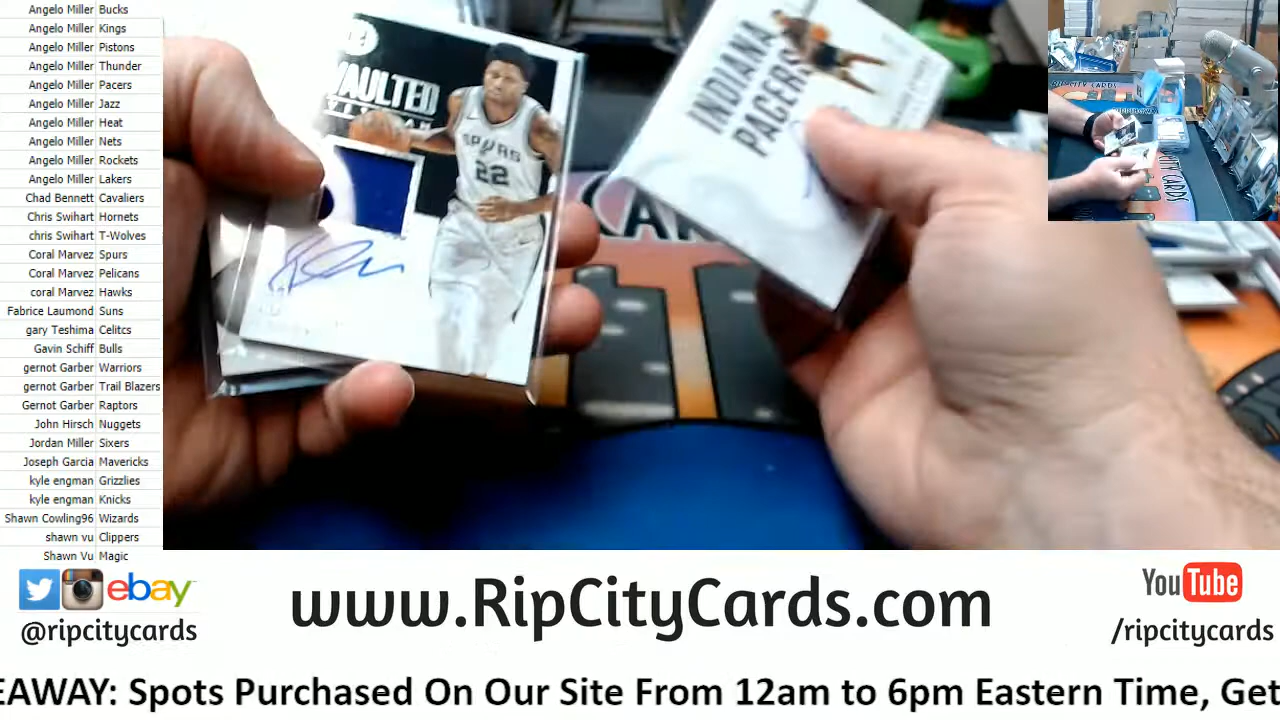 Angelo Miller Bucks
Angelo Miller Kings
Angelo Miller Pistons
Angelo Miller Thunder
Angelo Miller Pacers
Angelo Miller Jazz
Angelo Miller Heat
Angelo Miller Nets
Angelo Miller Rockets
Angelo Miller Lakers
Chad Bennett Cavaliers
Chris Swihart Hornets
chris Swihart T-Wolves
Coral Marvez Spurs
Coral Marvez Pelicans
coral Marvez Hawks
Fabrice Laumond Suns
gary Teshima Celitcs
Gavin Schiff Bulls
gernot Garber Warriors
gernot Garber Trail Blazers
Gernot Garber Raptors
John Hirsch Nuggets
Jordan Miller Sixers
Joseph Garcia Mavericks
kyle engman Grizzlies
kyle engman Knicks
Shawn Cowling96 Wizards
shawn vu Clippers
Shawn Vu Magic
VAULTED
SPURS
22
INDIANA
PACERS
ebay
@ripcitycards
www.RipCityCards.com
YouTube
/ripcitycards
EAWAY: Spots Purchased On Our Site From 12am to 6pm Eastern Time, Get